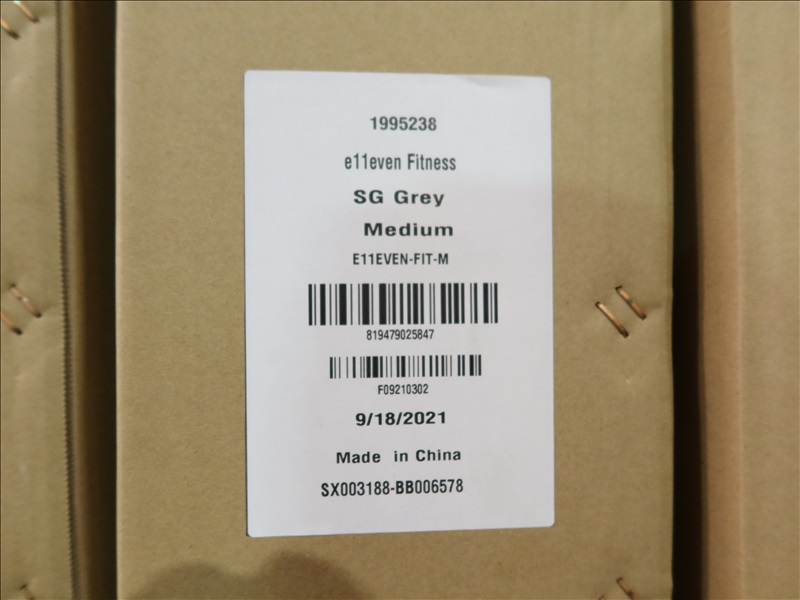 1995238
e11even Fitness
SG Grey
Medium
E11EVEN-FIT-M
819479025847
F09210302
9/18/2021
Made in China
SX003188-BB006578